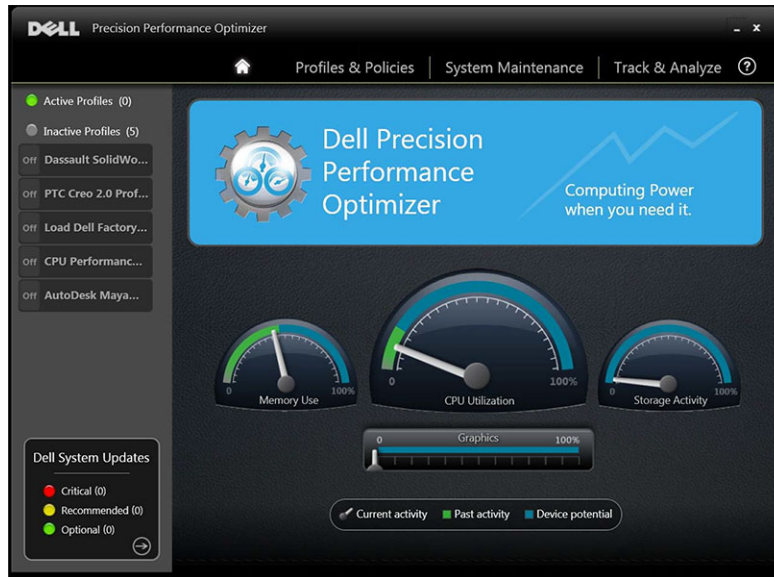 DELL Precision Performance Optimizer
Profiles & Policies System Maintenance Track & Analyze ?
Active Profiles (0)
Inactive Profiles (5)
Off Dassault SolidWo...
Off PTC Creo 2.0 Prof...
Off Load Dell Factory...
Off CPU Performanc...
Off AutoDesk Maya...
Dell Precision
Performance
Optimizer
Computing Power
when you need it.
0 100%
Memory Use
0 100%
CPU Utilization
0 100%
Storage Activity
0 Graphics 100%
Current activity Past activity Device potential
Dell System Updates
Critical (0)
Recommended (0)
Optional (0)